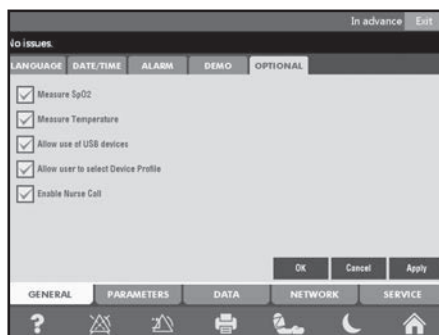 In advance Exit
No issues.
LANGUAGE DATE/TIME ALARM DEMO OPTIONAL
Measure SpO2
Measure Temperature
Allow use of USB devices
Allow user to select Device Profile
Enable Nurse Call
OK Cancel Apply
GENERAL PARAMETERS DATA NETWORK SERVICE
?